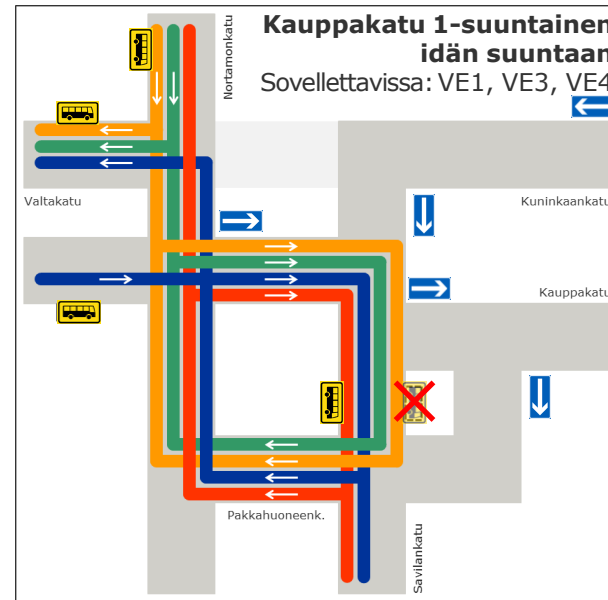 Kauppakatu 1-suuntainen
idän suuntaan
Sovellettavissa: VE1, VE3, VE4
Nortamonkatu
Valtakatu
Kuninkaankatu
Kauppakatu
Pakkahuoneenk.
Savilankatu